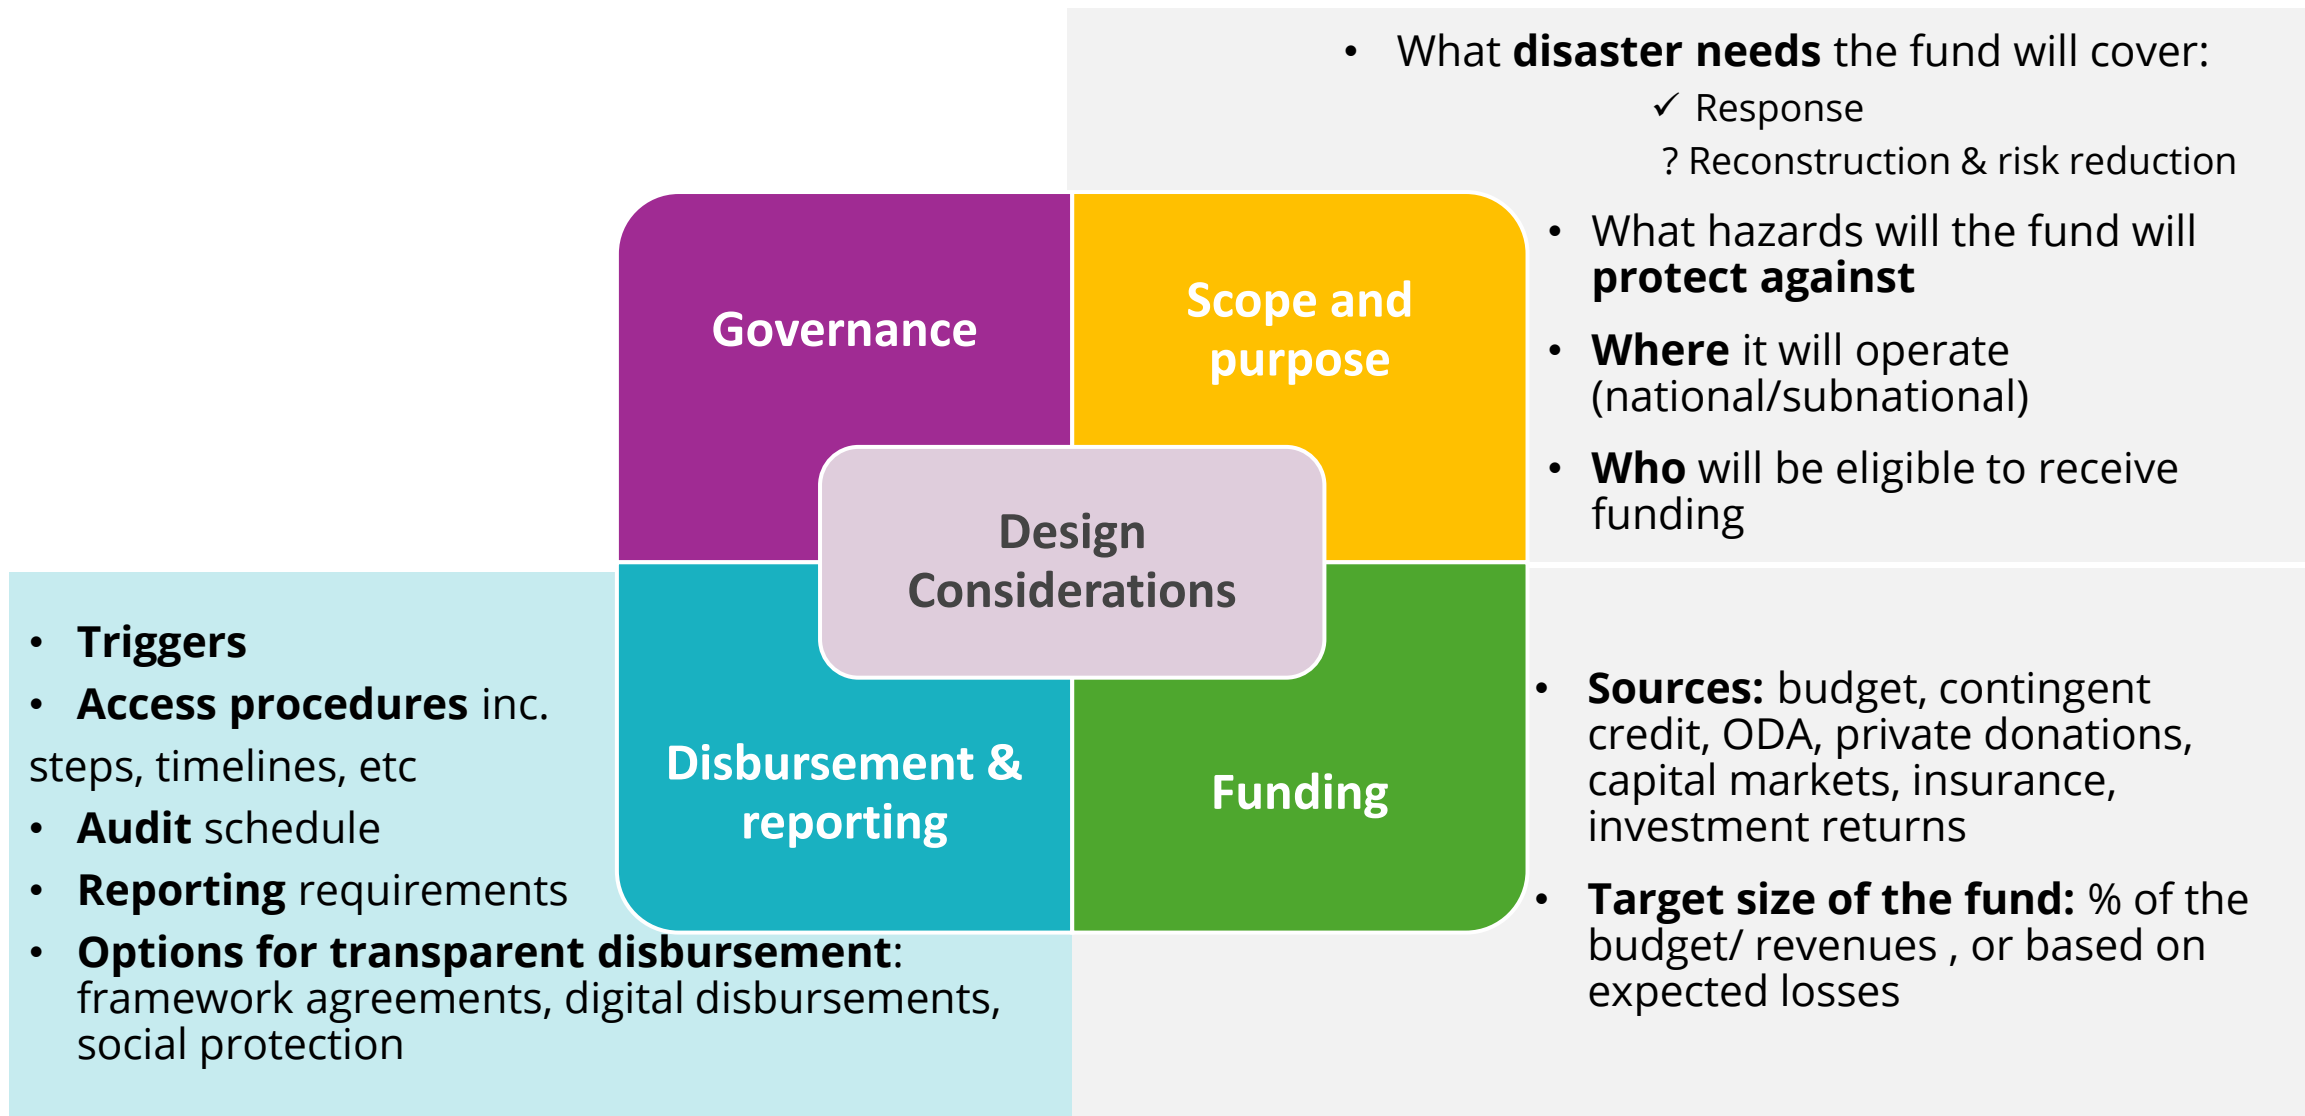 • What disaster needs the fund will cover:
✓ Response
? Reconstruction & risk reduction
• What hazards will the fund will
protect against
• Where it will operate
(national/subnational)
• Who will be eligible to receive
funding
Governance
Scope and
purpose
Design
Considerations
Disbursement &
reporting
Funding
• Triggers
• Access procedures inc.
steps, timelines, etc
• Audit schedule
• Reporting requirements
• Options for transparent disbursement:
framework agreements, digital disbursements,
social protection
• Sources: budget, contingent
credit, ODA, private donations,
capital markets, insurance,
investment returns
• Target size of the fund: % of the
budget/ revenues , or based on
expected losses